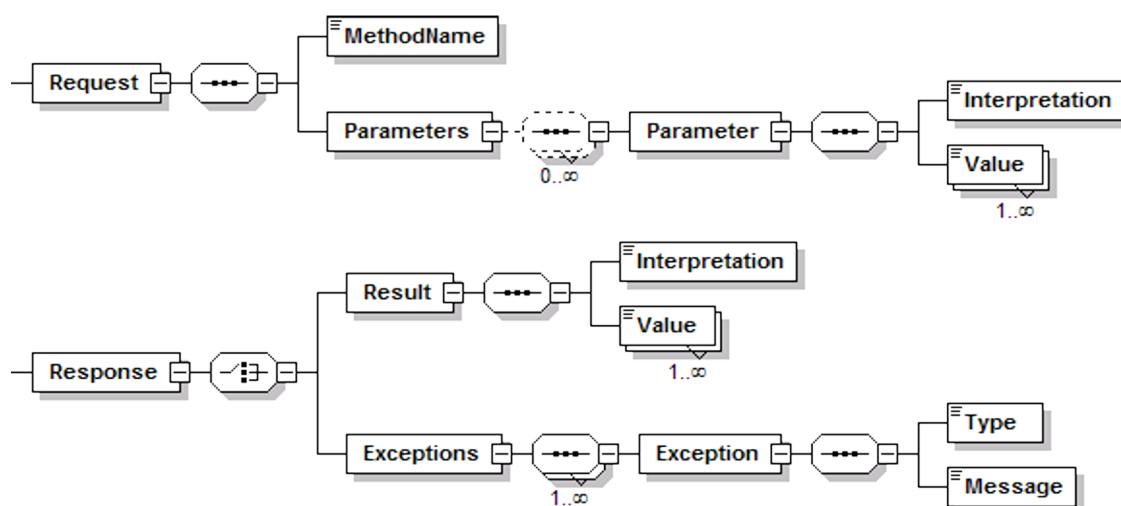 MethodName
Request
Parameters
0..∞
Parameter
Interpretation
Value
1..∞
Response
Result
Interpretation
Value
1..∞
Exceptions
1..∞
Exception
Type
Message